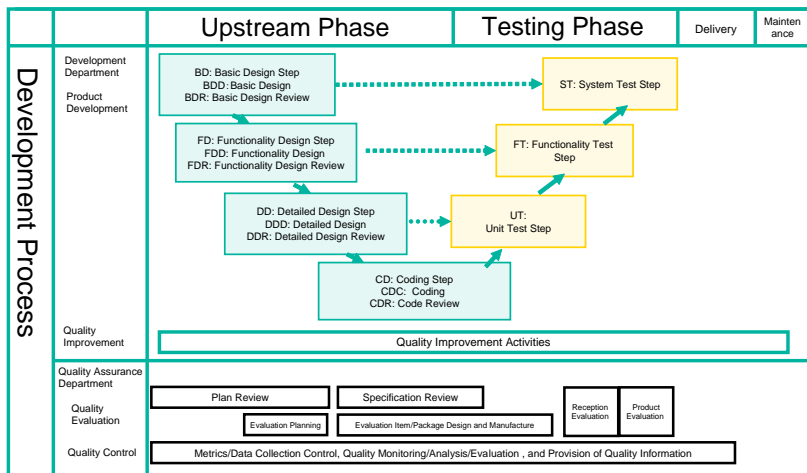 Upstream Phase
Testing Phase
Delivery
Mainten
ance
Development Process
Development
Department
Product
Development
BD: Basic Design Step
BDD: Basic Design
BDR: Basic Design Review
ST: System Test Step
FD: Functionality Design Step
FDD: Functionality Design
FDR: Functionality Design Review
FT: Functionality Test
Step
DD: Detailed Design Step
DDD: Detailed Design
DDR: Detailed Design Review
UT:
Unit Test Step
CD: Coding Step
CDC: Coding
CDR: Code Review
Quality
Improvement
Quality Improvement Activities
Quality Assurance
Department
Plan Review
Specification Review
Quality
Evaluation
Evaluation Planning
Evaluation Item/Package Design and Manufacture
Reception
Evaluation
Product
Evaluation
Quality Control
Metrics/Data Collection Control, Quality Monitoring/Analysis/Evaluation , and Provision of Quality Information